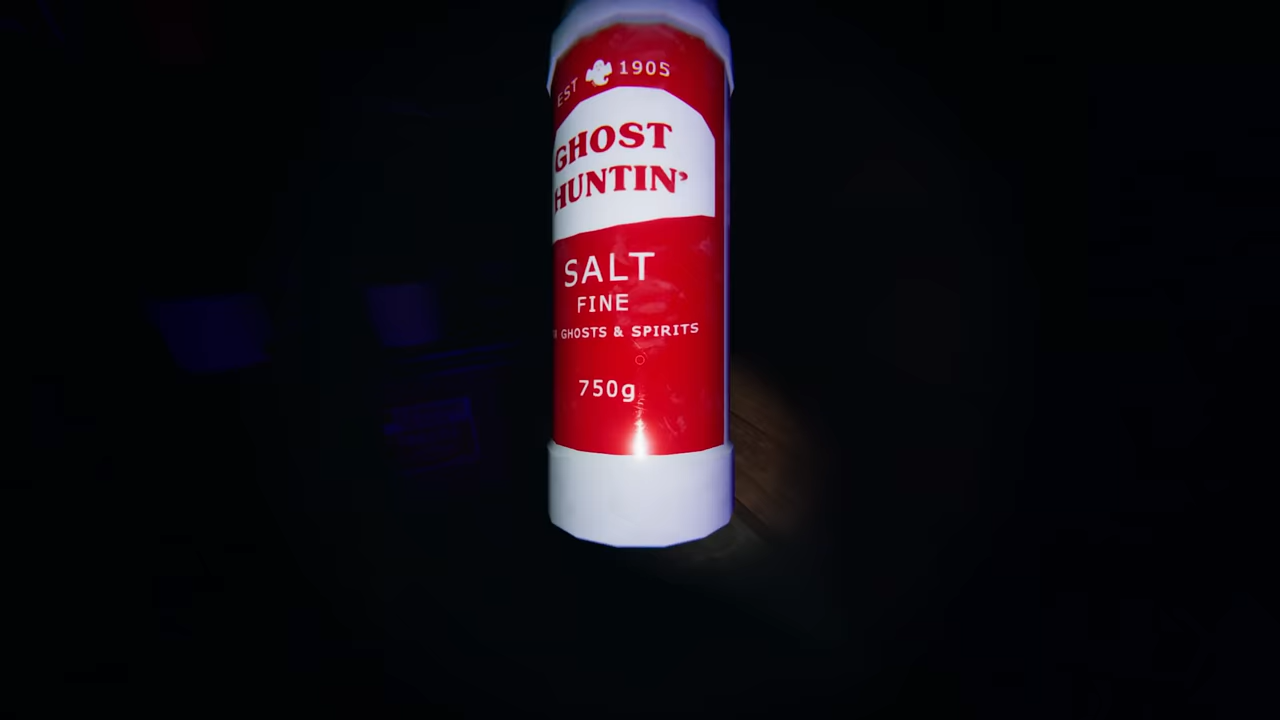 EST 1905
GHOST
HUNTIN'
SALT
FINE
GHOSTS & SPIRITS
750g